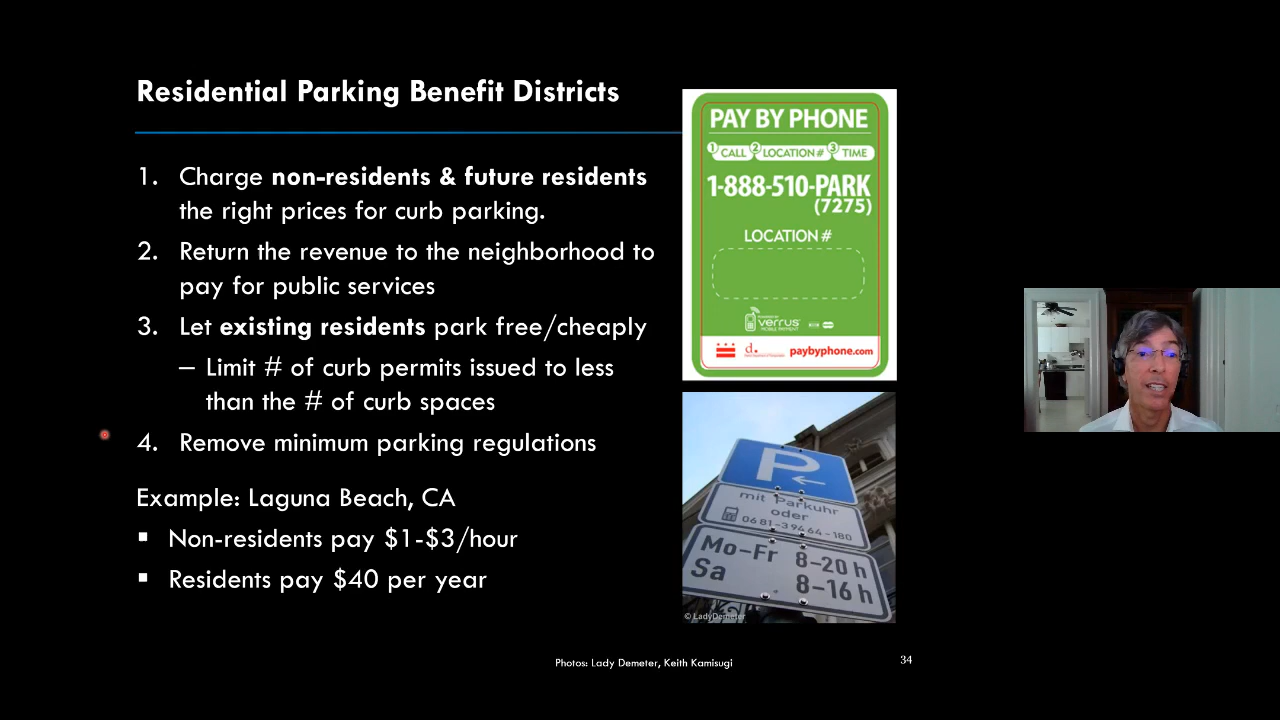 Residential Parking Benefit Districts
1. Charge non-residents & future residents
the right prices for curb parking.
2. Return the revenue to the neighborhood to
pay for public services
3. Let existing residents park free/cheaply
– Limit # of curb permits issued to less
than the # of curb spaces
4. Remove minimum parking regulations
Example: Laguna Beach, CA
▪ Non-residents pay $1-$3/hour
▪ Residents pay $40 per year
PAY BY PHONE
1 CALL 2 LOCATION # 3 TIME
1-888-510-PARK
(7275)
LOCATION #
verrus
MOBILE PAYMENT
d.
paybyphone.com
P
mit Parkuhr
oder
06 81-3 94 64-180
Mo–Fr 8–20 h
Sa 8–16 h
© LadyDemeter
Photos: Lady Demeter, Keith Kamisugi
34